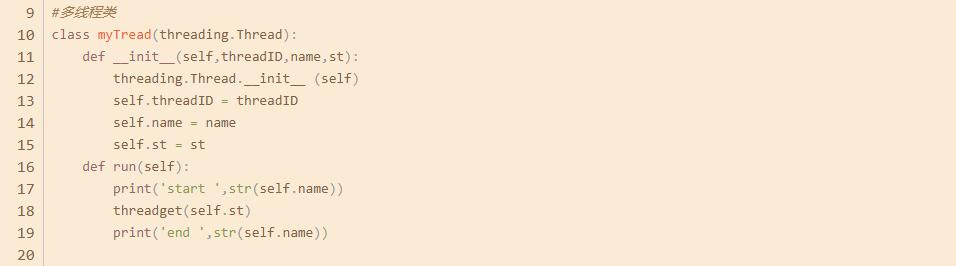 9 #多线程类
10 class myTread(threading.Thread):
11     def __init__(self,threadID,name,st):
12         threading.Thread.__init__ (self)
13         self.threadID = threadID
14         self.name = name
15         self.st = st
16     def run(self):
17         print('start ',str(self.name))
18         threadget(self.st)
19         print('end ',str(self.name))
20